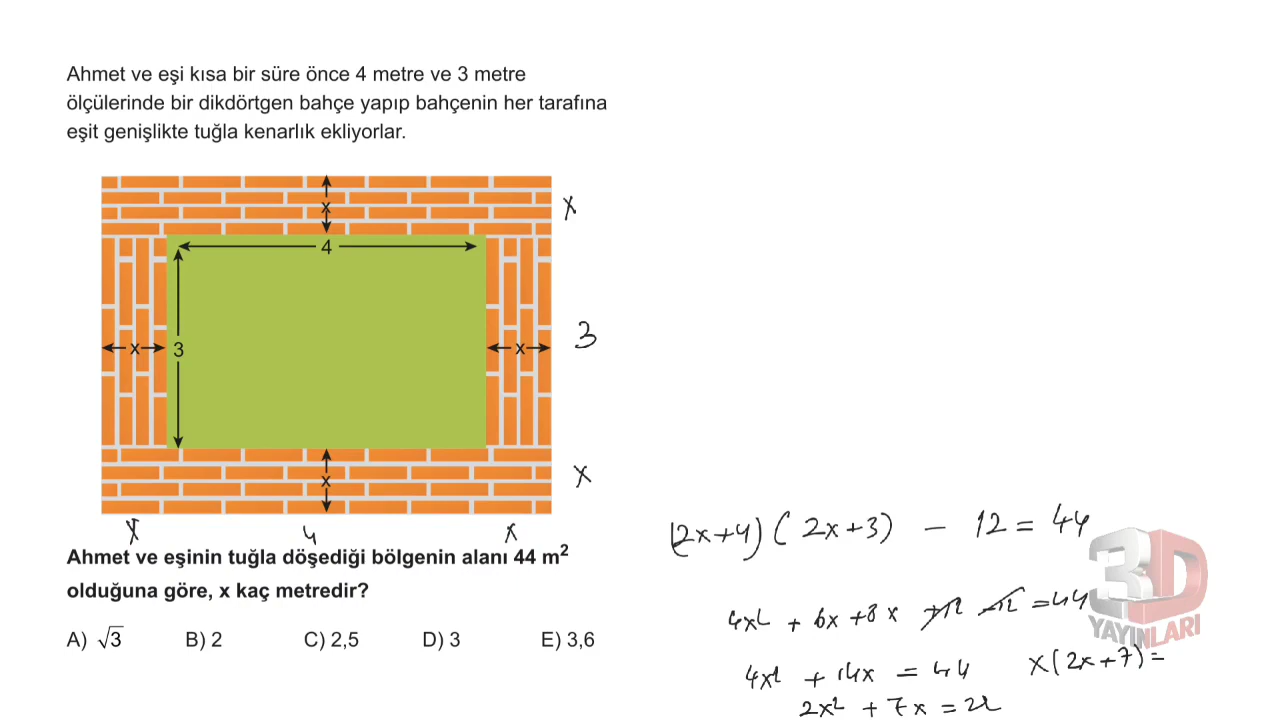 Ahmet ve eşi kısa bir süre önce 4 metre ve 3 metre
ölçülerinde bir dikdörtgen bahçe yapıp bahçenin her tarafına
eşit genişlikte tuğla kenarlık ekliyorlar.
x
x
4
3
x
3
x
x
x
x
x 4 x
Ahmet ve eşinin tuğla döşediği bölgenin alanı 44 m²
olduğuna göre, x kaç metredir?
A) √3 B) 2 C) 2,5 D) 3 E) 3,6
(2x+4)(2x+3) - 12 = 44
4x² + 6x + 8x + 12 - 12 = 44
4x² + 14x = 44
x(2x+7) =
2x² + 7x = 22
3D
YAYINLARI